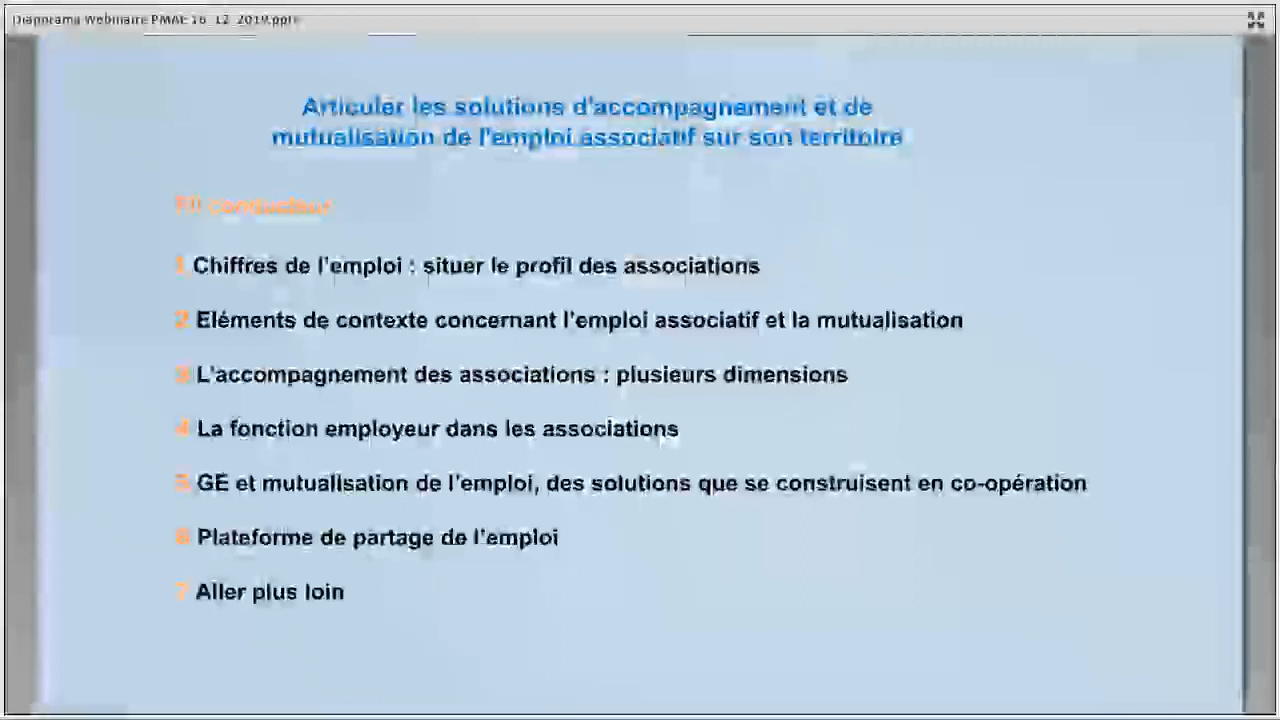 Diaporama Webinaire PMAE 16_12_2019.pptx
Articuler les solutions d'accompagnement et de
mutualisation de l'emploi associatif sur son territoire
Fil conducteur
1 Chiffres de l'emploi : situer le profil des associations
2 Eléments de contexte concernant l'emploi associatif et la mutualisation
3 L'accompagnement des associations : plusieurs dimensions
4 La fonction employeur dans les associations
5 GE et mutualisation de l'emploi, des solutions que se construisent en co-opération
6 Plateforme de partage de l'emploi
7 Aller plus loin